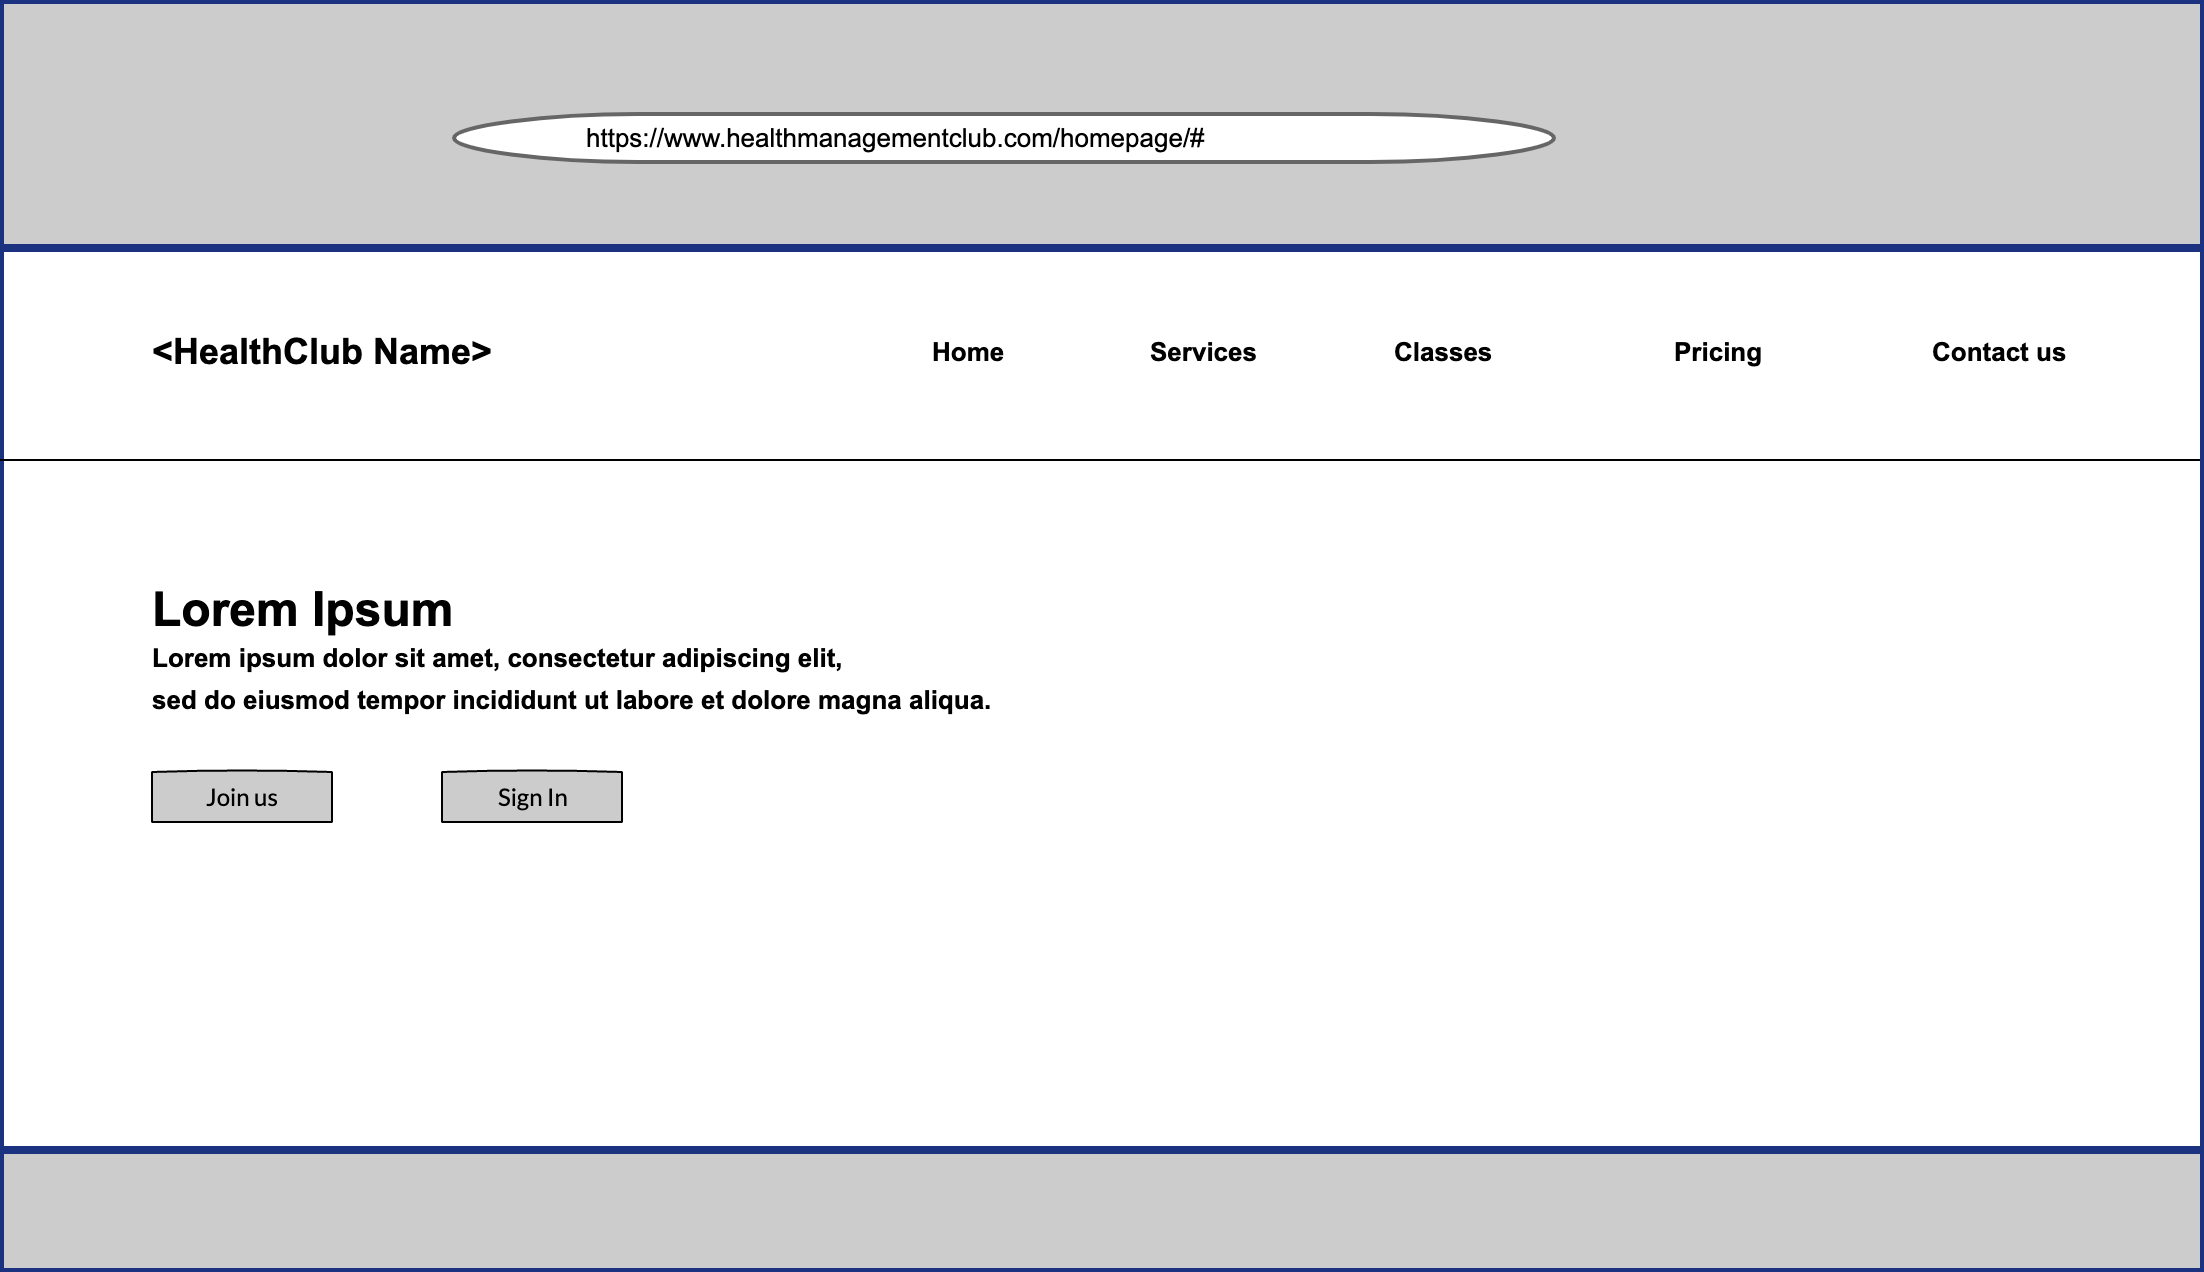 https://www.healthmanagementclub.com/homepage/#
<HealthClub Name>
Home Services Classes Pricing Contact us
Lorem Ipsum
Lorem ipsum dolor sit amet, consectetur adipiscing elit,
sed do eiusmod tempor incididunt ut labore et dolore magna aliqua.
Join us Sign In